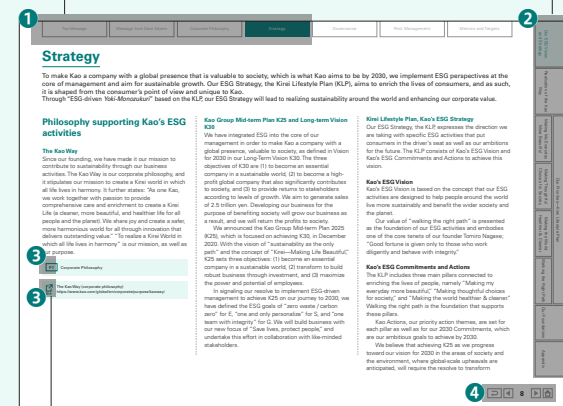 1
2
Top Message
Message from Dave Muenz
Corporate Philosophy
Strategy
Governance
Risk Management
Metrics and Targets
Strategy
To make Kao a company with a global presence that is valuable to society, which is what Kao aims to be by 2030, we implement ESG perspectives at the
core of management and aim for sustainable growth. Our ESG Strategy, the Kirei Lifestyle Plan (KLP), aims to enrich the lives of consumers, and as such,
it is shaped from the consumer's point of view and unique to Kao.
Through "ESG-driven Yoki-Monozukuri" based on the KLP, our ESG Strategy will lead to realizing sustainability around the world and enhancing our corporate value.
Philosophy supporting Kao's ESG
activities
The Kao Way
Since our founding, we have made it our mission to
contribute to sustainability through our business
activities. The Kao Way is our corporate philosophy, and
it stipulates our mission to create a Kirei world in which
all life lives in harmony. It further states: "As one Kao,
we work together with passion to provide
comprehensive care and enrichment to create a Kirei
Life (a cleaner, more beautiful, and healthier life for all
people and the planet). We share joy and create a safer,
more harmonious world for all through innovation that
delivers outstanding value." "To realize a Kirei World in
which all life lives in harmony" is our mission, as well as
our purpose.
3
Corporate Philosophy
3
The Kao Way (corporate philosophy)
Kao Group Mid-term Plan K25 and Long-term Vision
K30
We have integrated ESG into the core of our
management in order to make Kao a company with a
global presence, valuable to society, as defined in Vision
for 2030 in our Long-Term Vision K30. The three
objectives of K30 are (1) to become an essential
company in a sustainable world, (2) to become a high-
profit global company that also significantly contributes
to society, and (3) to provide returns to stakeholders
according to levels of growth. We aim to generate sales
of 2.5 trillion yen. Developing our business for the
purpose of benefiting society will grow our business as
a result, and we will return the profits to society.
We announced the Kao Group Mid-term Plan 2025
(K25), which is focused on achieving K30, in December
2020. With the vision of "sustainability as the only
path" and the concept of "Kirei—Making Life Beautiful,"
K25 sets three objectives: (1) become an essential
company in a sustainable world, (2) transform to build
robust business through investment, and (3) maximize
the power and potential of employees.
In signaling our resolve to implement ESG-driven
management to achieve K25 on our journey to 2030, we
have defined the ESG goals of "zero waste / carbon
zero" for E, "one and only personalize" for S, and "one
team with integrity" for G. We will build business with
our new focus of "Save lives, protect people," and
undertake this effort in collaboration with like-minded
stakeholders.
Kirei Lifestyle Plan, Kao's ESG Strategy
Our ESG Strategy, the KLP, expresses the direction we
are taking with specific ESG activities that put
consumers in the driver's seat as well as our ambitions
for the future. The KLP consists of Kao's ESG Vision and
Kao's ESG Commitments and Actions to achieve this
vision.
Kao's ESG Vision
Kao's ESG Vision is based on the concept that our ESG
activities are designed to help people around the world
live more sustainably and benefit the wider society and
the planet.
Our value of "walking the right path" is presented
as the foundation of our ESG activities and embodies
one of the core tenets of our founder Tomiro Nagase;
"Good fortune is given only to those who work
diligently and behave with integrity."
Kao's ESG Commitments and Actions
The KLP includes three main pillars connected to
enriching the lives of people, namely "Making my
everyday more beautiful," "Making thoughtful choices
for society," and "Making the world healthier & cleaner."
Walking the right path is the foundation that supports
these pillars.
Kao Actions, our priority action themes, are set for
each pillar as well as for our 2030 Commitments, which
are our ambitious goals to achieve by 2030.
We believe that achieving K25 as we progress
toward our vision for 2030 in the areas of society and
the environment, where global-scale upheavals are
anticipated, will require the resolve to transform
4
8